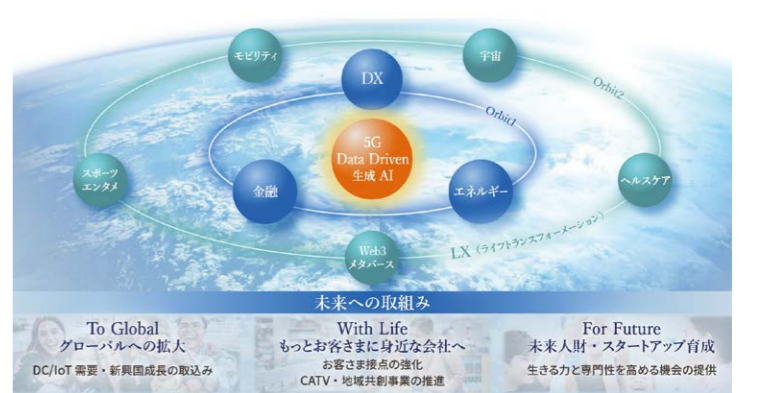 モビリティ
宇宙
DX
Orbit2
Orbit1
5G
Data Driven
生成 AI
スポーツ
エンタメ
金融
エネルギー
ヘルスケア
LX（ライフトランスフォーメーション）
Web3
メタバース
未来への取組み
To Global
グローバルへの拡大
DC/IoT 需要・新興国成長の取込み
With Life
もっとお客さまに身近な会社へ
お客さま接点の強化
CATV・地域共創事業の推進
For Future
未来人財・スタートアップ育成
生きる力と専門性を高める機会の提供